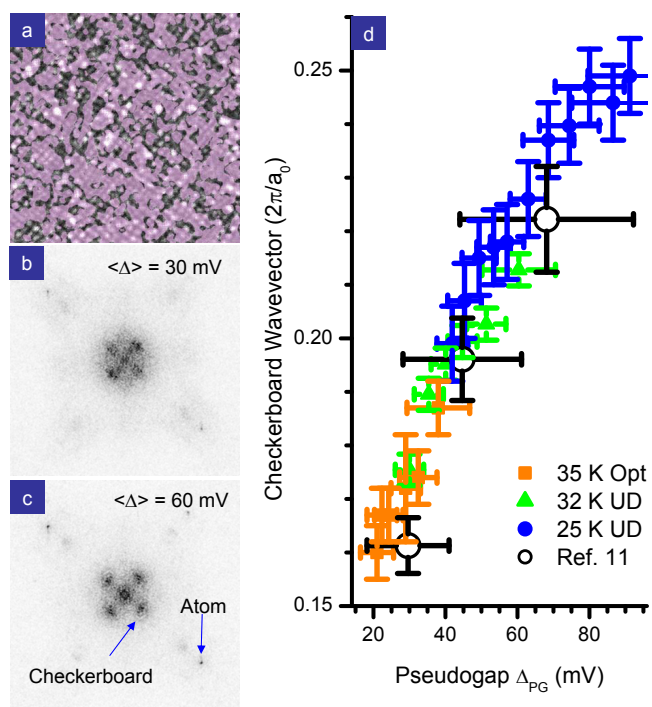 a
b
<Δ> = 30 mV
c
<Δ> = 60 mV
Atom
Checkerboard
d
Checkerboard Wavevector (2π/a₀)
0.25
0.20
0.15
35 K Opt
32 K UD
25 K UD
Ref. 11
20 40 60 80
Pseudogap Δ_PG (mV)